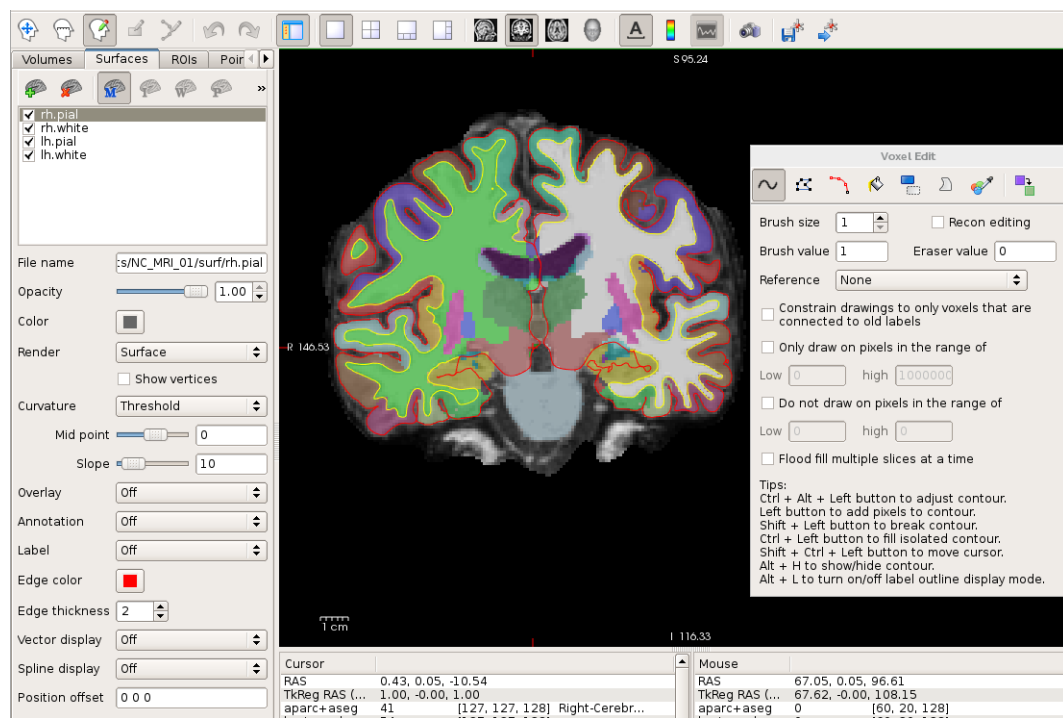 Volumes Surfaces ROIs Poin
»
rh.pial
rh.white
lh.pial
lh.white
File name :s/NC_MRI_01/surf/rh.pial
Opacity 1.00
Color
Render Surface
Show vertices
Curvature Threshold
Mid point 0
Slope 10
Overlay Off
Annotation Off
Label Off
Edge color
Edge thickness 2
Vector display Off
Spline display Off
Position offset 0 0 0
S 95.24
R 146.53
A
1 cm
I 116.33
Voxel Edit
Brush size 1 Recon editing
Brush value 1 Eraser value 0
Reference None
Constrain drawings to only voxels that are
connected to old labels
Only draw on pixels in the range of
Low 0 high 1000000
Do not draw on pixels in the range of
Low 0 high 0
Flood fill multiple slices at a time
Tips:
Ctrl + Alt + Left button to adjust contour.
Left button to add pixels to contour.
Shift + Left button to break contour.
Ctrl + Left button to fill isolated contour.
Shift + Ctrl + Left button to move cursor.
Alt + H to show/hide contour.
Alt + L to turn on/off label outline display mode.
Cursor
RAS 0.43, 0.05, -10.54
TkReg RAS (... 1.00, -0.00, 1.00
aparc+aseg 41 [127, 127, 128] Right-Cerebr...
Mouse
RAS 67.05, 0.05, 96.61
TkReg RAS (... 67.62, -0.00, 108.15
aparc+aseg 0 [60, 20, 128]